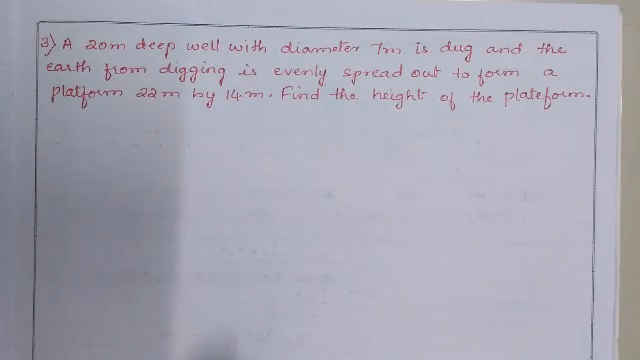 3) A 20m deep well with diameter 7m is dug and the
earth from digging is evenly spread out to form a
platform 22m by 14.m. Find the height of the plateform.